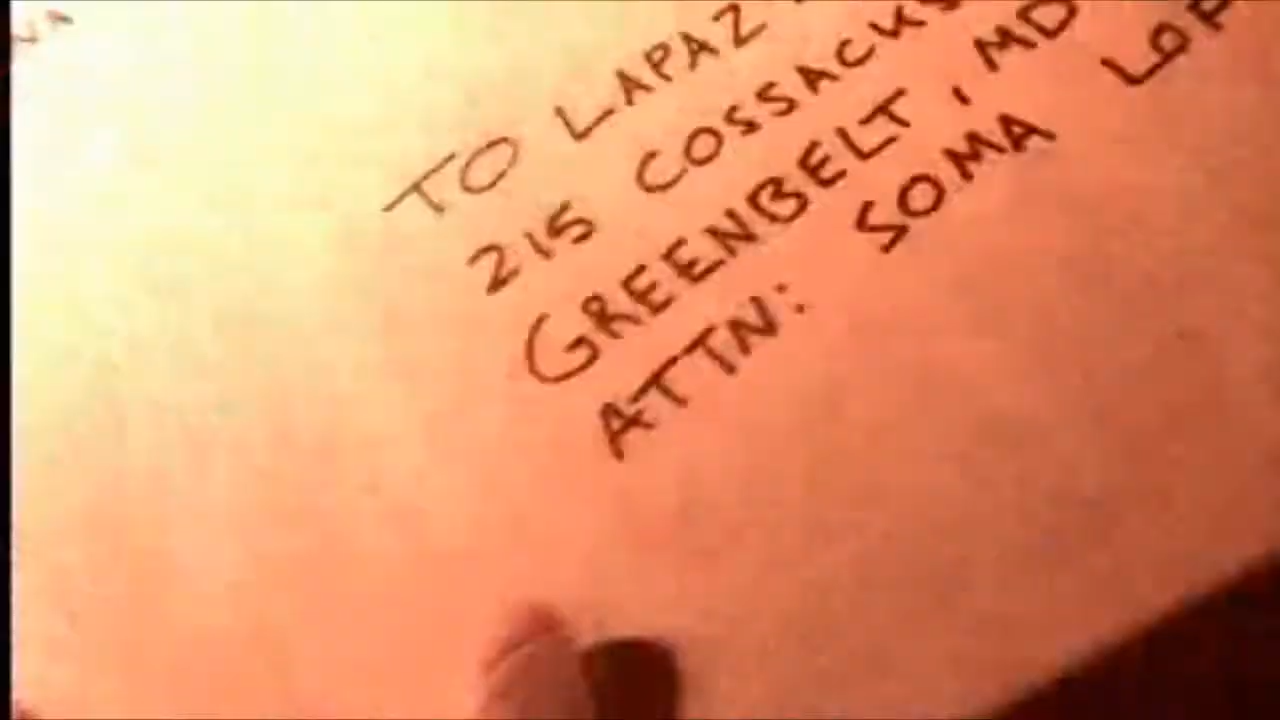 TO LAPAZ
215 COSSACKS
GREENBELT, MD
ATTN: SOMA